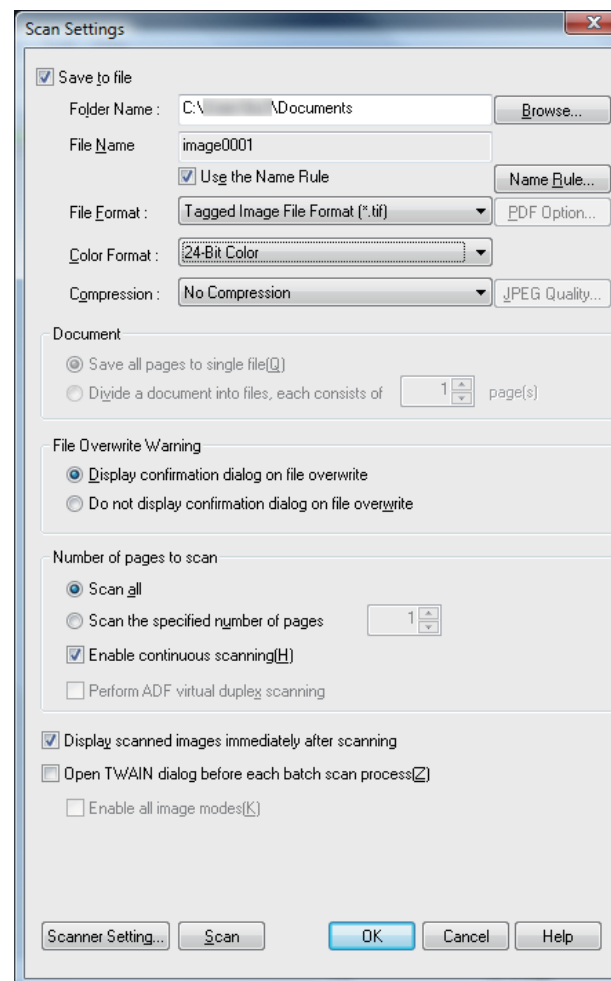 Scan Settings
Save to file
Folder Name : C:\ \Documents Browse...
File Name image0001
Use the Name Rule Name Rule...
File Format : Tagged Image File Format (*.tif) PDF Option...
Color Format : 24-Bit Color
Compression : No Compression JPEG Quality...
Document
Save all pages to single file(Q)
Divide a document into files, each consists of 1 page(s)
File Overwrite Warning
Display confirmation dialog on file overwrite
Do not display confirmation dialog on file overwrite
Number of pages to scan
Scan all
Scan the specified number of pages 1
Enable continuous scanning(H)
Perform ADF virtual duplex scanning
Display scanned images immediately after scanning
Open TWAIN dialog before each batch scan process(Z)
Enable all image modes(K)
Scanner Setting... Scan OK Cancel Help